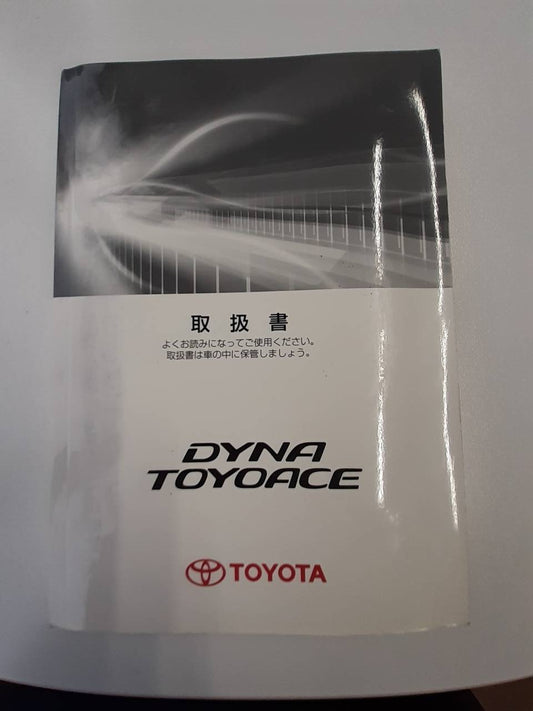 取扱書
よくお読みになってご使用ください。
取扱書は車の中に保管しましょう。
DYNA
TOYOACE
TOYOTA